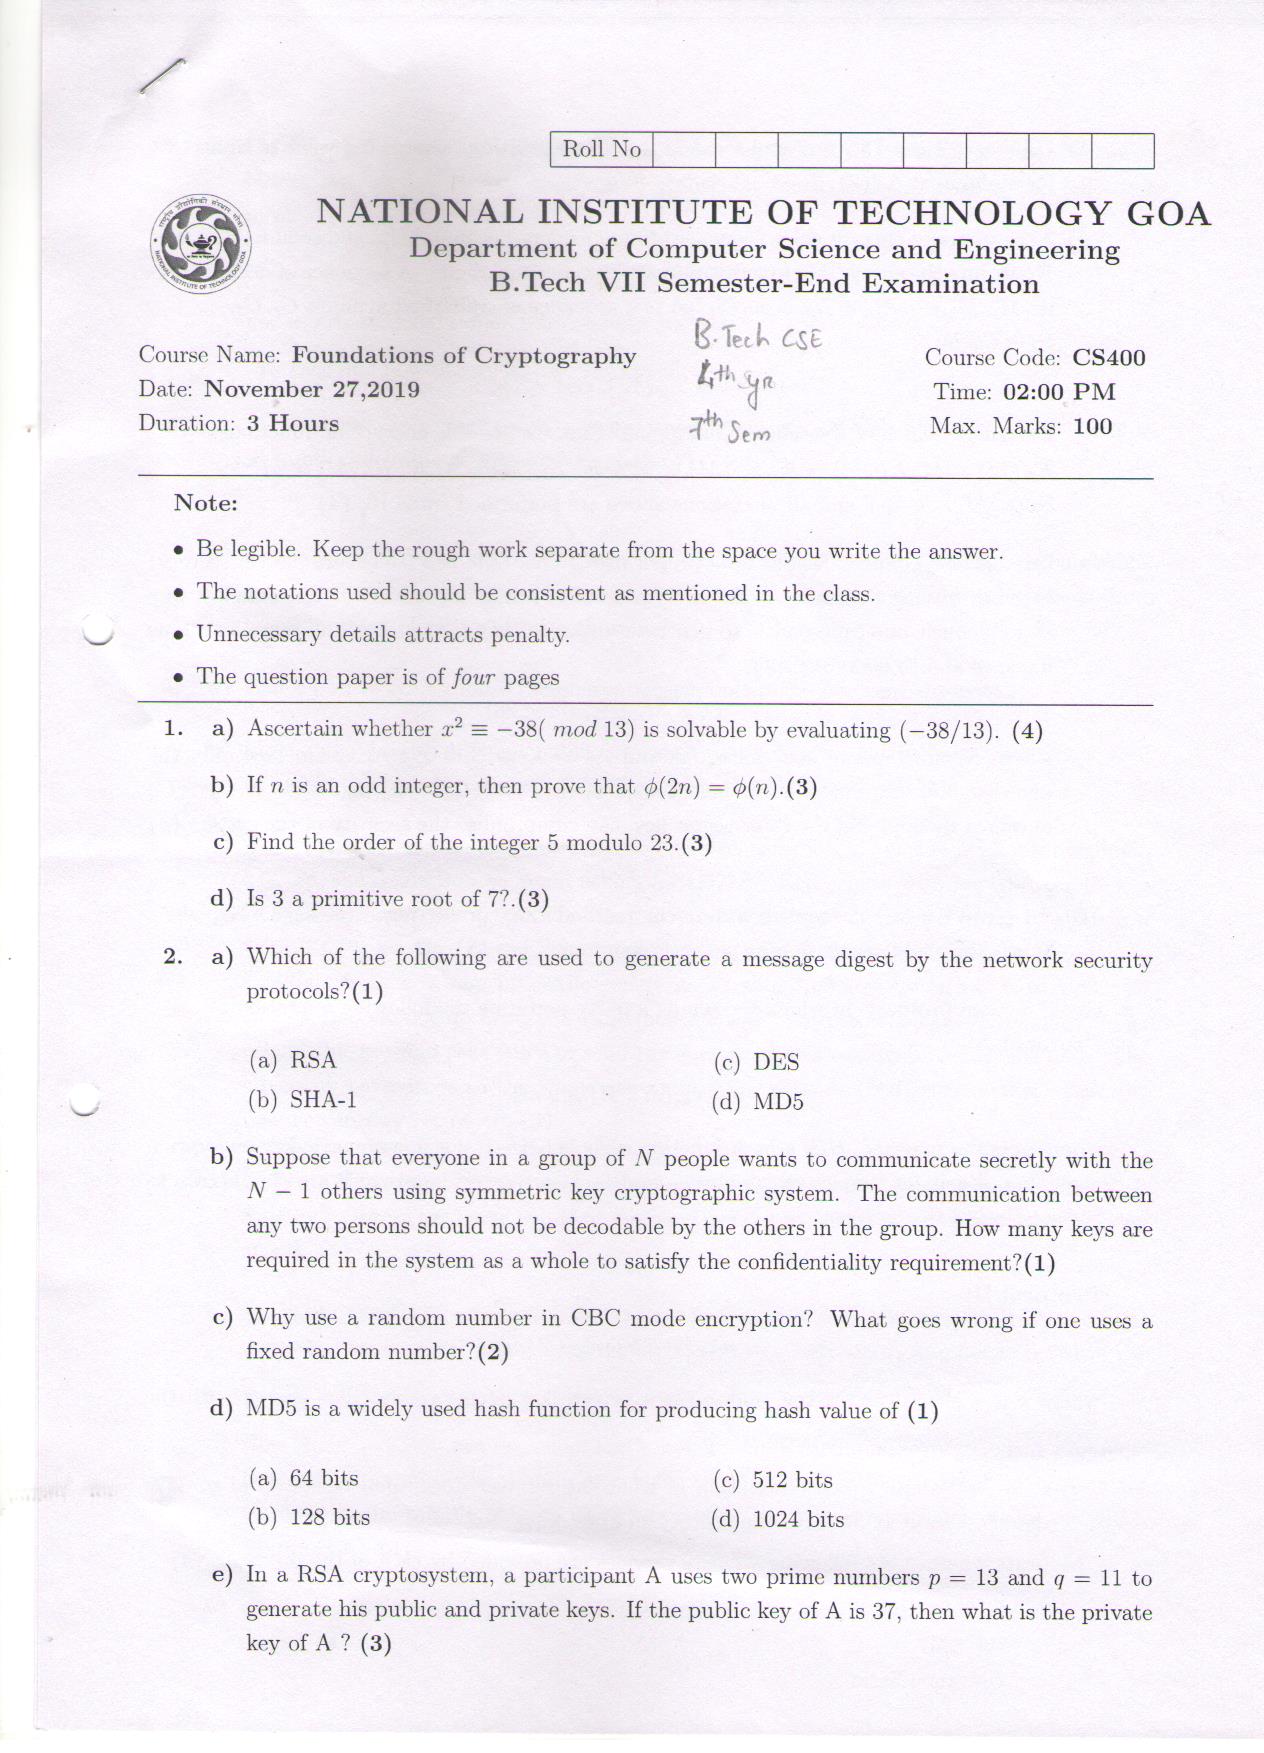 Roll No
NATIONAL INSTITUTE OF TECHNOLOGY GOA
Department of Computer Science and Engineering
B.Tech VII Semester-End Examination
B.Tech CSE
4th yr
7th Sem
Course Name: Foundations of Cryptography
Course Code: CS400
Date: November 27,2019
Time: 02:00 PM
Duration: 3 Hours
Max. Marks: 100
Note:
• Be legible. Keep the rough work separate from the space you write the answer.
• The notations used should be consistent as mentioned in the class.
• Unnecessary details attracts penalty.
• The question paper is of four pages
1. a) Ascertain whether x² ≡ −38( mod 13) is solvable by evaluating (−38/13). (4)
b) If n is an odd integer, then prove that ϕ(2n) = ϕ(n).(3)
c) Find the order of the integer 5 modulo 23.(3)
d) Is 3 a primitive root of 7?.(3)
2. a) Which of the following are used to generate a message digest by the network security
protocols?(1)
(a) RSA
(c) DES
(b) SHA-1
(d) MD5
b) Suppose that everyone in a group of N people wants to communicate secretly with the
N − 1 others using symmetric key cryptographic system. The communication between
any two persons should not be decodable by the others in the group. How many keys are
required in the system as a whole to satisfy the confidentiality requirement?(1)
c) Why use a random number in CBC mode encryption? What goes wrong if one uses a
fixed random number?(2)
d) MD5 is a widely used hash function for producing hash value of (1)
(a) 64 bits
(c) 512 bits
(b) 128 bits
(d) 1024 bits
e) In a RSA cryptosystem, a participant A uses two prime numbers p = 13 and q = 11 to
generate his public and private keys. If the public key of A is 37, then what is the private
key of A ? (3)